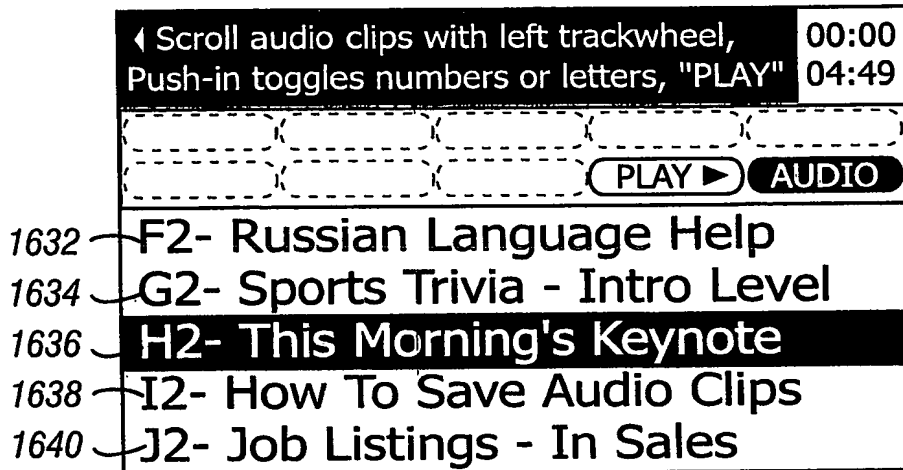 Scroll audio clips with left trackwheel, 00:00
Push-in toggles numbers or letters, "PLAY" 04:49
PLAY AUDIO
1632 F2- Russian Language Help
1634 G2- Sports Trivia - Intro Level
1636 H2- This Morning's Keynote
1638 I2- How To Save Audio Clips
1640 J2- Job Listings - In Sales